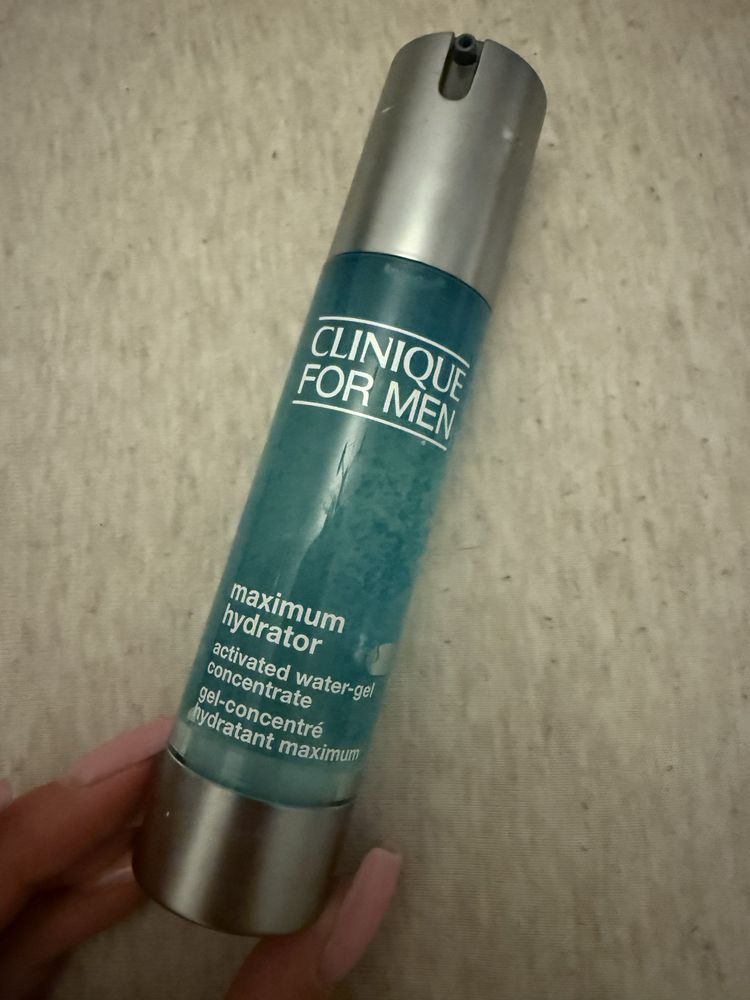 CLINIQUE
FOR MEN
maximum
hydrator
activated water-gel
concentrate
gel-concentré
hydratant maximum